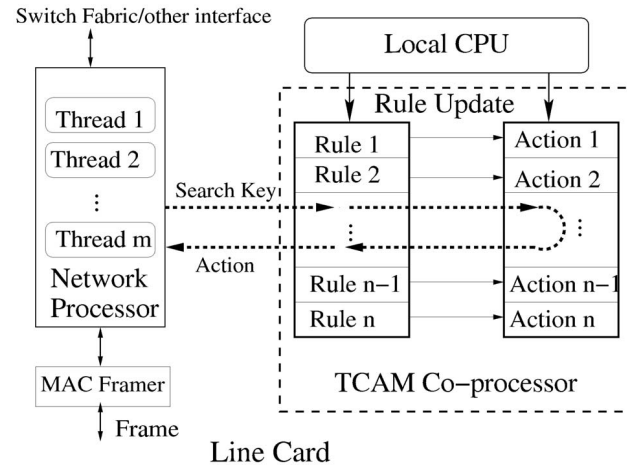 Switch Fabric/other interface
Local CPU
Rule Update
Thread 1
Thread 2
⋮
Thread m
Network
Processor
Search Key
Action
Rule 1
Rule 2
⋮
Rule n−1
Rule n
Action 1
Action 2
⋮
Action n−1
Action n
TCAM Co−processor
MAC Framer
Frame
Line Card